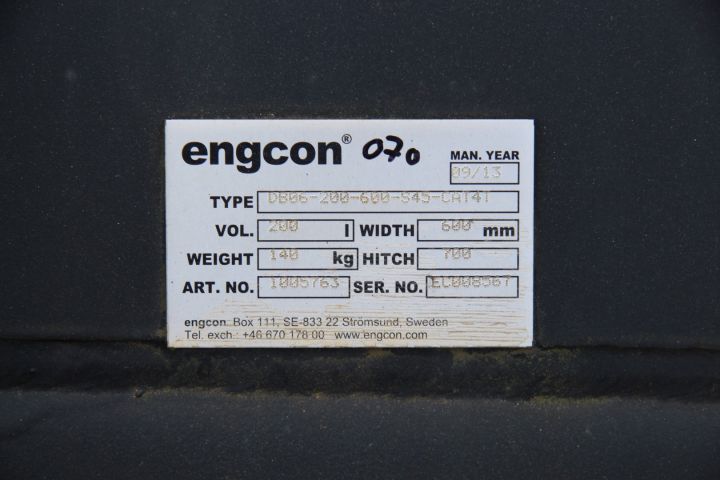 engcon® 070
MAN. YEAR
09/13
TYPE DB06-200-600-S45-CAT4T
VOL. 200 l WIDTH 600 mm
WEIGHT 140 kg HITCH 700
ART. NO. 1005763 SER. NO. EC008567
engcon Box 111, SE-833 22 Strömsund, Sweden
Tel. exch : +46 670 178 00 www.engcon.com